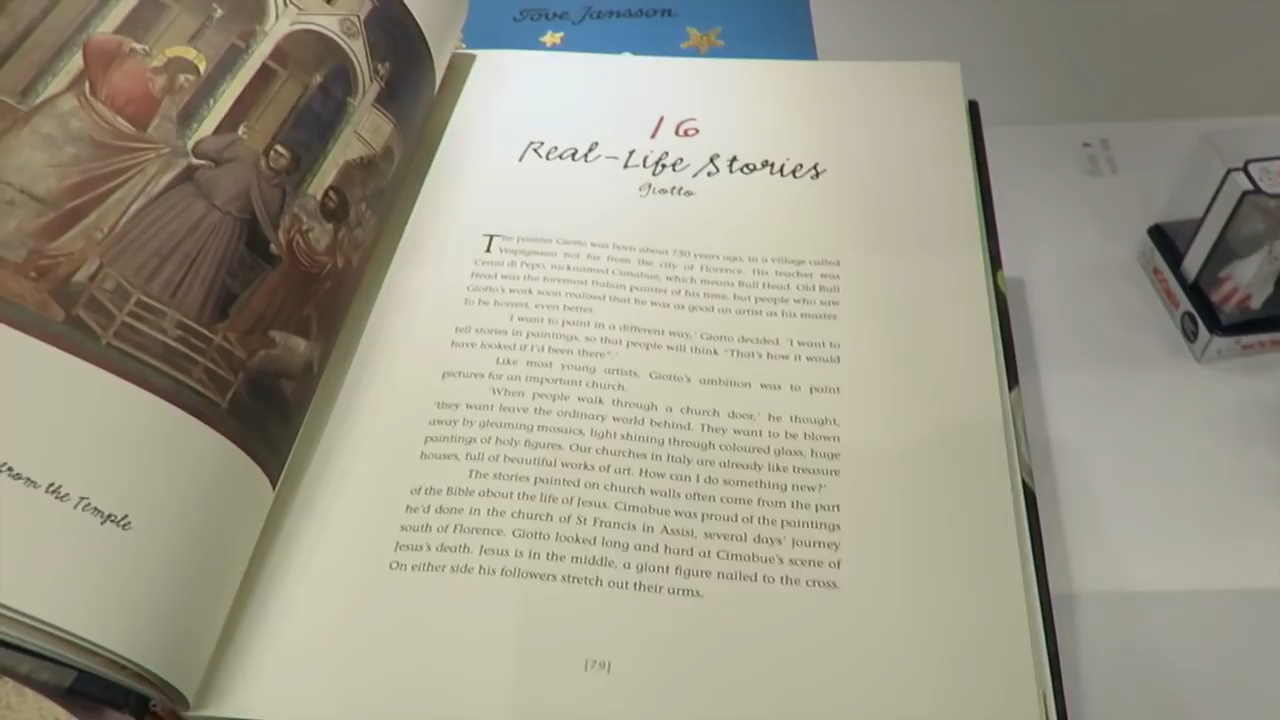 Tove Jansson
from the Temple
16
Real-Life Stories
Giotto
The painter Giotto was born about 750 years ago, in a village called
Vespignano not far from the city of Florence. His teacher was
Cenni di Pepo, nicknamed Cimabue, which means Bull Head. Old Bull
Head was the foremost Italian painter of his time, but people who saw
Giotto's work soon realised that he was as good an artist as his master.
To be honest, even better.
'I want to paint in a different way,' Giotto decided. 'I want to
tell stories in paintings, so that people will think "That's how it would
have looked if I'd been there".'
Like most young artists, Giotto's ambition was to paint
pictures for an important church.
'When people walk through a church door,' he thought,
'they want leave the ordinary world behind. They want to be blown
away by gleaming mosaics, light shining through coloured glass, huge
paintings of holy figures. Our churches in Italy are already like treasure
houses, full of beautiful works of art. How can I do something new?'
The stories painted on church walls often come from the part
of the Bible about the life of Jesus. Cimabue was proud of the paintings
he'd done in the church of St Francis in Assisi, several days' journey
south of Florence. Giotto looked long and hard at Cimabue's scene of
Jesus's death. Jesus is in the middle, a giant figure nailed to the cross.
On either side his followers stretch out their arms.
[79]